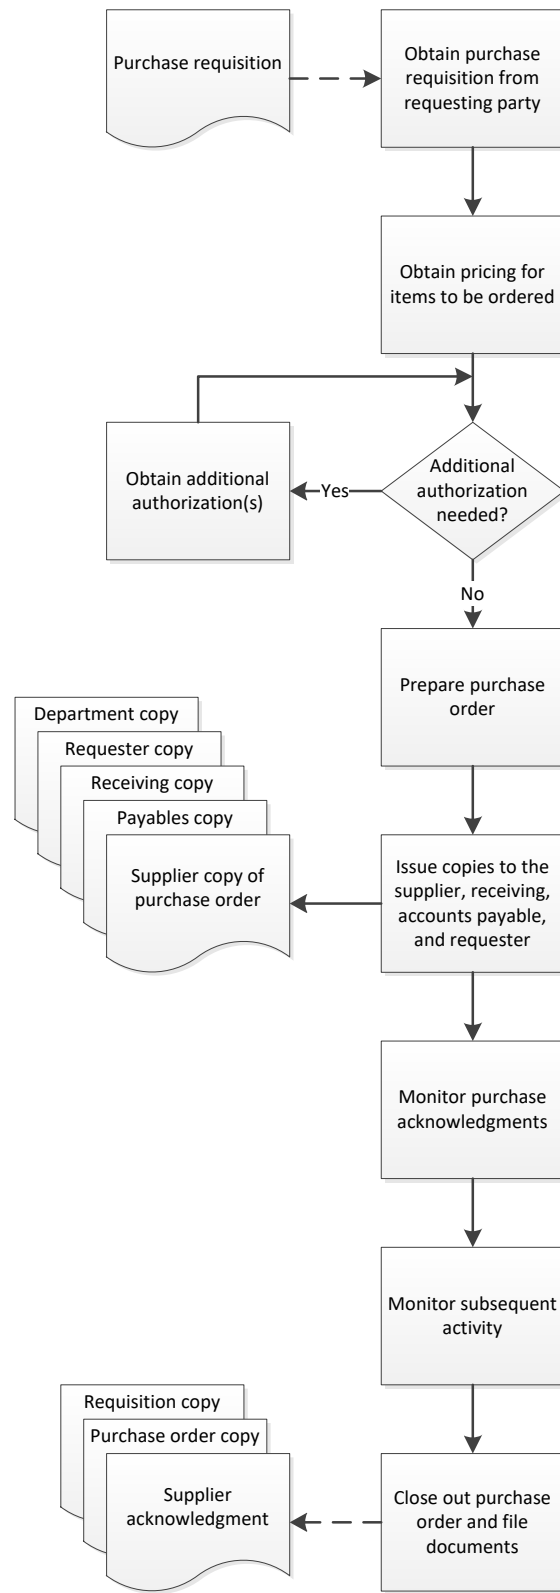 Purchase requisition
Obtain purchase
requisition from
requesting party
Obtain pricing for
items to be ordered
Additional
authorization
needed?
Yes
Obtain additional
authorization(s)
No
Prepare purchase
order
Department copy
Requester copy
Receiving copy
Payables copy
Supplier copy of
purchase order
Issue copies to the
supplier, receiving,
accounts payable,
and requester
Monitor purchase
acknowledgments
Monitor subsequent
activity
Requisition copy
Purchase order copy
Supplier
acknowledgment
Close out purchase
order and file
documents